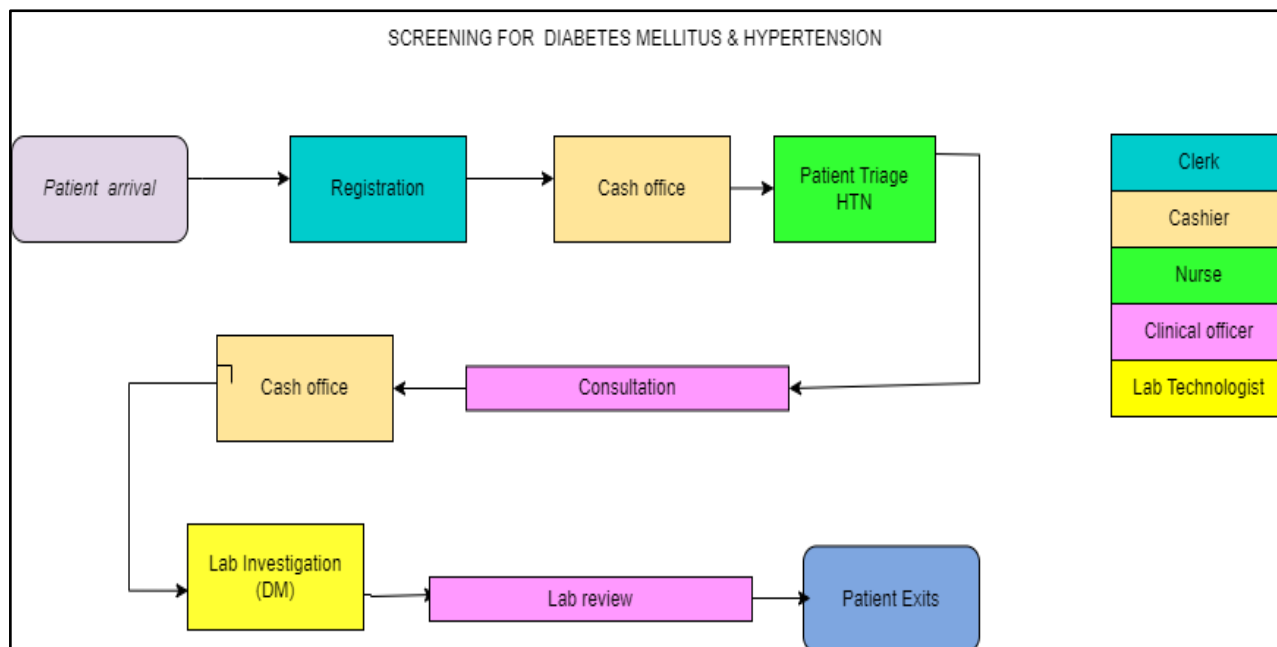 SCREENING FOR DIABETES MELLITUS & HYPERTENSION
Patient arrival
Registration
Cash office
Patient Triage
HTN
Clerk
Cashier
Nurse
Clinical officer
Lab Technologist
Cash office
Consultation
Lab Investigation
(DM)
Lab review
Patient Exits